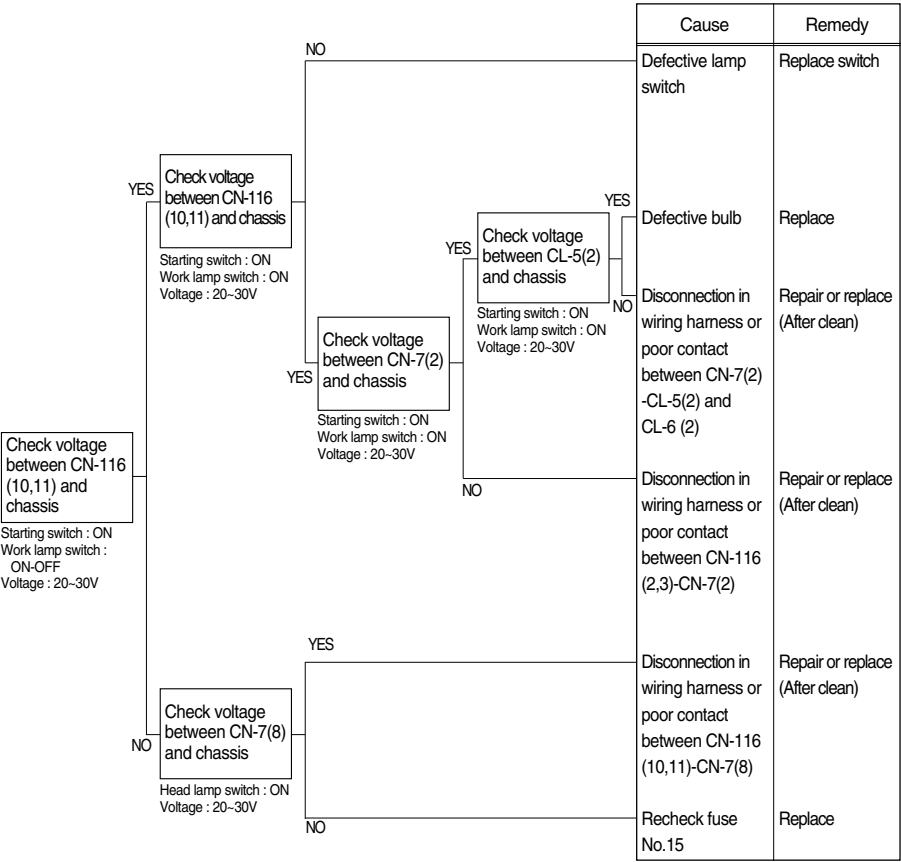 Cause
Remedy
NO
Defective lamp
switch
Replace switch
YES
Check voltage
between CN-116
(10,11) and chassis
Starting switch : ON
Work lamp switch : ON
Voltage : 20~30V
YES
Defective bulb
Replace
YES
Check voltage
between CL-5(2)
and chassis
Starting switch : ON
Work lamp switch : ON
Voltage : 20~30V
NO
Disconnection in
wiring harness or
poor contact
between CN-7(2)
-CL-5(2) and
CL-6 (2)
Repair or replace
(After clean)
YES
Check voltage
between CN-7(2)
and chassis
Starting switch : ON
Work lamp switch : ON
Voltage : 20~30V
Check voltage
between CN-116
(10,11) and
chassis
Starting switch : ON
Work lamp switch :
ON-OFF
Voltage : 20~30V
NO
Disconnection in
wiring harness or
poor contact
between CN-116
(2,3)-CN-7(2)
Repair or replace
(After clean)
YES
Disconnection in
wiring harness or
poor contact
between CN-116
(10,11)-CN-7(8)
Repair or replace
(After clean)
NO
Check voltage
between CN-7(8)
and chassis
Head lamp switch : ON
Voltage : 20~30V
NO
Recheck fuse
No.15
Replace